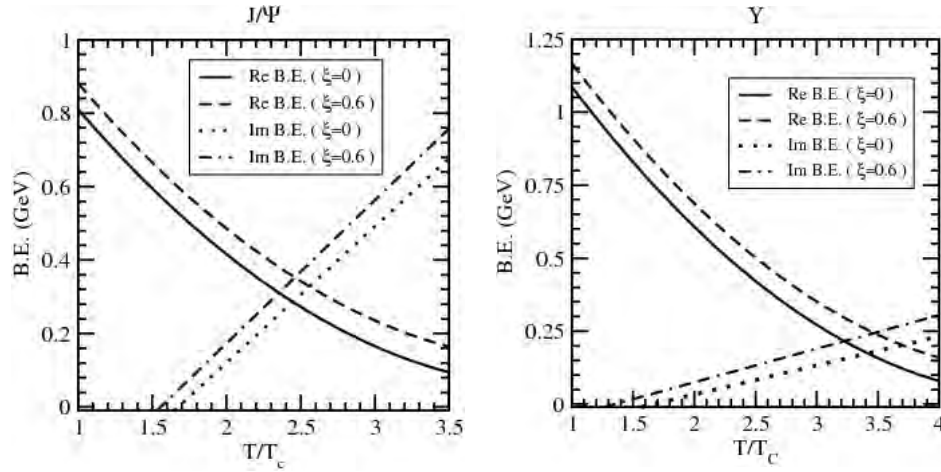 J/Ψ
1
0.8
0.6
0.4
0.2
0
B.E. (GeV)
Re B.E. ( ξ=0 )
Re B.E. ( ξ=0.6 )
Im B.E. ( ξ=0 )
Im B.E. ( ξ=0.6 )
1 1.5 2 2.5 3 3.5
T/Tc
Y
1.25
1
0.75
0.5
0.25
0
B.E. (GeV)
Re B.E. ( ξ=0 )
Re B.E. ( ξ=0.6 )
Im B.E. ( ξ=0 )
Im B.E. ( ξ=0.6 )
1 1.5 2 2.5 3 3.5 4
T/TC